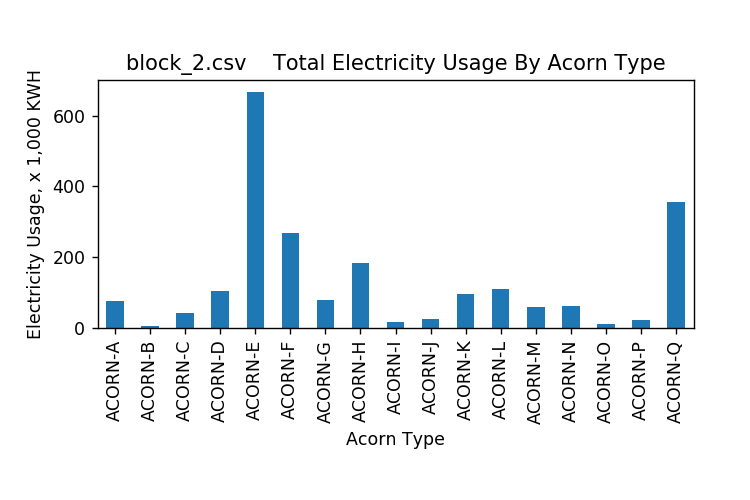 block_2.csv    Total Electricity Usage By Acorn Type
Electricity Usage, x 1,000 KWH
600
400
200
0
ACORN-A
ACORN-B
ACORN-C
ACORN-D
ACORN-E
ACORN-F
ACORN-G
ACORN-H
ACORN-I
ACORN-J
ACORN-K
ACORN-L
ACORN-M
ACORN-N
ACORN-O
ACORN-P
ACORN-Q
Acorn Type